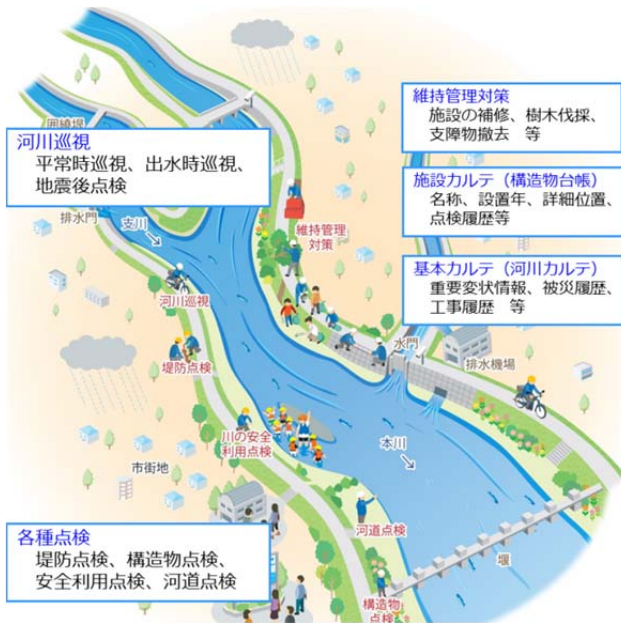 囲繞堤
河川巡視
平常時巡視、出水時巡視、
地震後点検
維持管理対策
施設の補修、樹木伐採、
支障物撤去 等
施設カルテ（構造物台帳）
名称、設置年、詳細位置、
点検履歴等
基本カルテ（河川カルテ）
重要変状情報、被災履歴、
工事履歴 等
排水門
支川
維持管理
対策
河川巡視
水門
排水機場
堤防点検
川の安全
利用点検
本川
市街地
河道点検
堰
各種点検
堤防点検、構造物点検、
安全利用点検、河道点検
構造物
点検